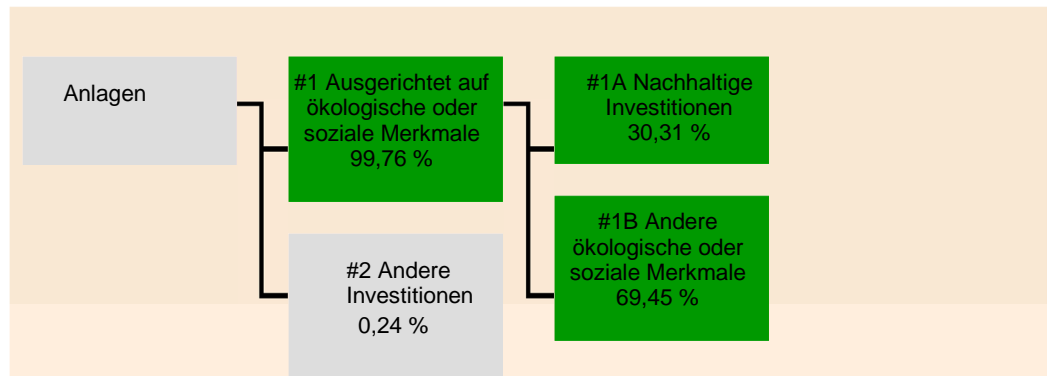 Anlagen
#1 Ausgerichtet auf
ökologische oder
soziale Merkmale
99,76 %
#2 Andere
Investitionen
0,24 %
#1A Nachhaltige
Investitionen
30,31 %
#1B Andere
ökologische oder
soziale Merkmale
69,45 %